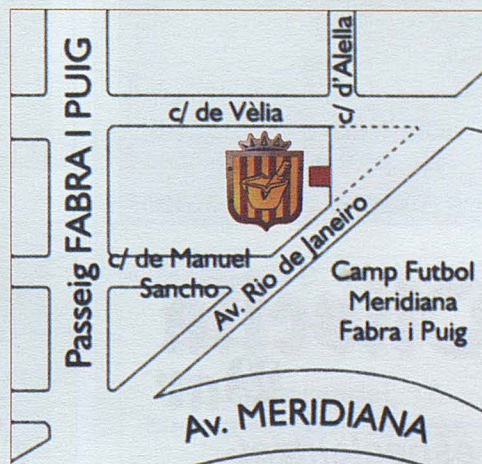 Passeig FABRA I PUIG
c/ de Vèlia
c/ d'Alella
c/ de Manuel
Sancho
Av. Rio de Janeiro
Camp Futbol
Meridiana
Fabra i Puig
Av. MERIDIANA